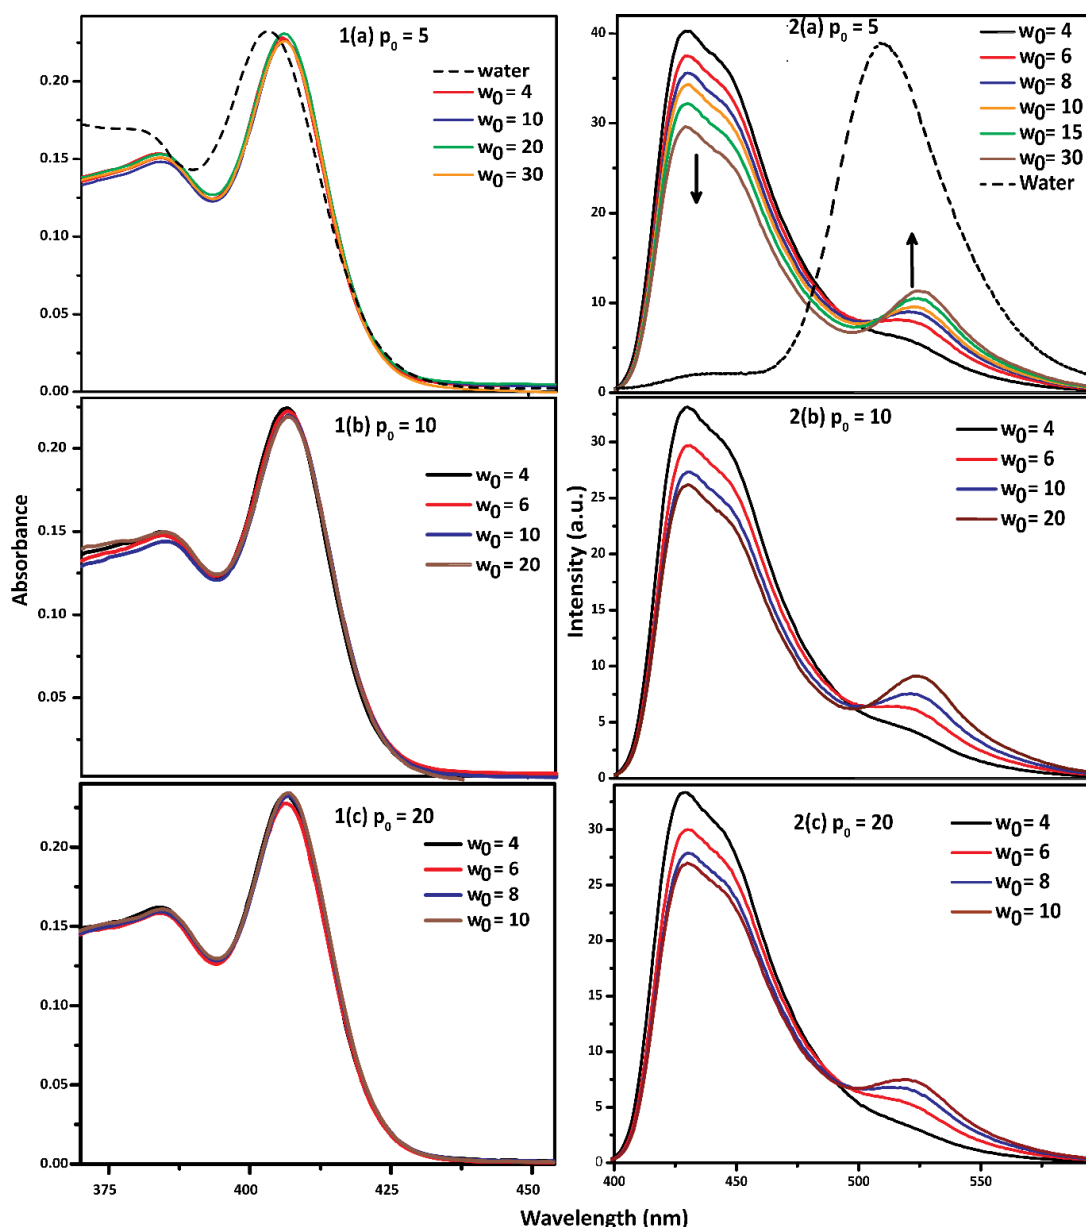 1(a) p₀ = 5
water
w₀ = 4
w₀ = 10
w₀ = 20
w₀ = 30
0.20
0.15
0.10
0.05
0.00
2(a) p₀ = 5
w₀= 4
w₀= 6
w₀= 8
w₀= 10
w₀= 15
w₀= 30
Water
40
30
20
10
0
1(b) p₀ = 10
w₀ = 4
w₀ = 6
w₀ = 10
w₀ = 20
0.20
0.15
0.10
0.05
2(b) p₀ = 10
w₀ = 4
w₀ = 6
w₀ = 10
w₀ = 20
30
25
20
15
10
5
0
1(c) p₀ = 20
w₀ = 4
w₀ = 6
w₀ = 8
w₀ = 10
0.20
0.15
0.10
0.05
0.00
375
400
425
450
2(c) p₀ = 20
w₀ = 4
w₀ = 6
w₀ = 8
w₀ = 10
30
25
20
15
10
5
0
400
450
500
550
Absorbance
Intensity (a.u.)
Wavelength (nm)